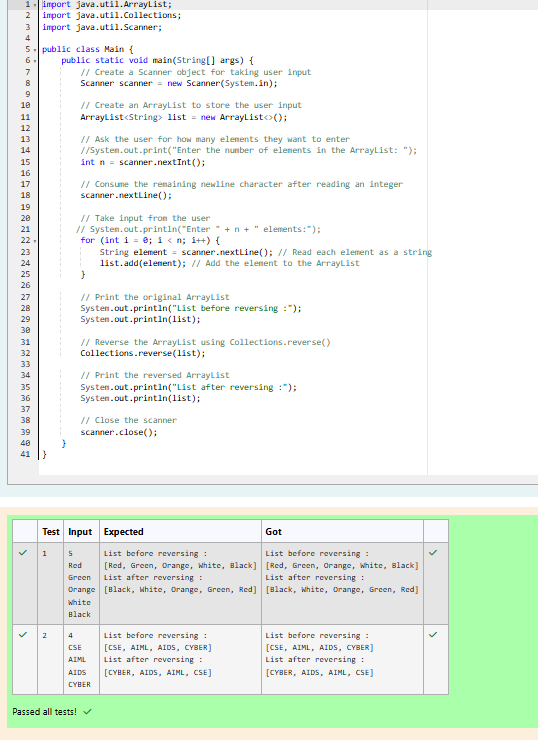 1 import java.util.ArrayList;
2 import java.util.Collections;
3 import java.util.Scanner;
4
5 public class Main {
6 public static void main(String[] args) {
7 // Create a Scanner object for taking user input
8 Scanner scanner = new Scanner(System.in);
9
10 // Create an ArrayList to store the user input
11 ArrayList<String> list = new ArrayList<>();
12
13 // Ask the user for how many elements they want to enter
14 //System.out.print("Enter the number of elements in the ArrayList: ");
15 int n = scanner.nextInt();
16
17 // Consume the remaining newline character after reading an integer
18 scanner.nextLine();
19
20 // Take input from the user
21 // System.out.println("Enter " + n + " elements:");
22 for (int i = 0; i < n; i++) {
23 String element = scanner.nextLine(); // Read each element as a string
24 list.add(element); // Add the element to the ArrayList
25 }
26
27 // Print the original ArrayList
28 System.out.println("List before reversing :");
29 System.out.println(list);
30
31 // Reverse the ArrayList using Collections.reverse()
32 Collections.reverse(list);
33
34 // Print the reversed ArrayList
35 System.out.println("List after reversing :");
36 System.out.println(list);
37
38 // Close the scanner
39 scanner.close();
40 }
41 }
Test Input Expected Got
1 5 List before reversing : List before reversing :
Red [Red, Green, Orange, White, Black] [Red, Green, Orange, White, Black]
Green List after reversing : List after reversing :
Orange [Black, White, Orange, Green, Red] [Black, White, Orange, Green, Red]
White
Black
2 4 List before reversing : List before reversing :
CSE [CSE, AIML, AIDS, CYBER] [CSE, AIML, AIDS, CYBER]
AIML List after reversing : List after reversing :
AIDS [CYBER, AIDS, AIML, CSE] [CYBER, AIDS, AIML, CSE]
CYBER
Passed all tests!